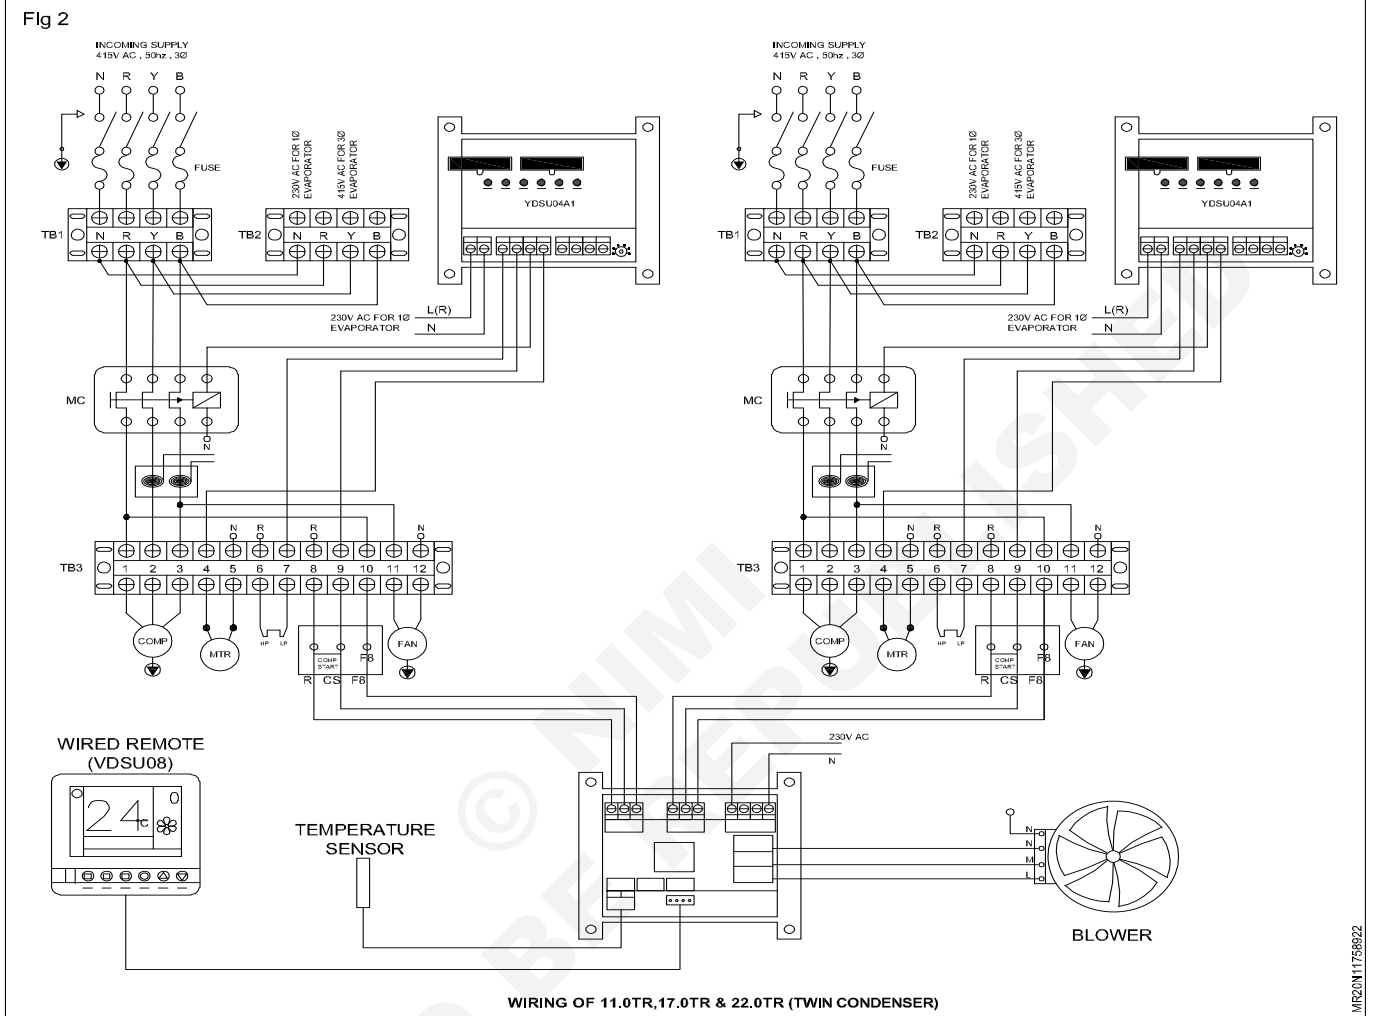 FIg 2
INCOMING SUPPLY
415V AC , 50hz , 3Ø
N R Y B
FUSE
230V AC FOR 1Ø
EVAPORATOR
415V AC FOR 3Ø
EVAPORATOR
YDSU04A1
TB1
N R Y B
TB2
N R Y B
230V AC FOR 1Ø
EVAPORATOR
L(R)
N
MC
N
N R R N
TB3
1 2 3 4 5 6 7 8 9 10 11 12
COMP
MTR
HP LP
COMP
START
F8
FAN
R CS F8
INCOMING SUPPLY
415V AC , 50hz , 3Ø
N R Y B
FUSE
230V AC FOR 1Ø
EVAPORATOR
415V AC FOR 3Ø
EVAPORATOR
YDSU04A1
TB1
N R Y B
TB2
N R Y B
230V AC FOR 1Ø
EVAPORATOR
L(R)
N
MC
N
N R R N
TB3
1 2 3 4 5 6 7 8 9 10 11 12
COMP
MTR
HP LP
COMP
START
F8
FAN
R CS F8
230V AC
N
WIRED REMOTE
(VDSU08)
24°C
TEMPERATURE
SENSOR
N
N
M
L
BLOWER
WIRING OF 11.0TR,17.0TR & 22.0TR (TWIN CONDENSER)
MR20N11758922
© NIMI
BE REPUBLISHED